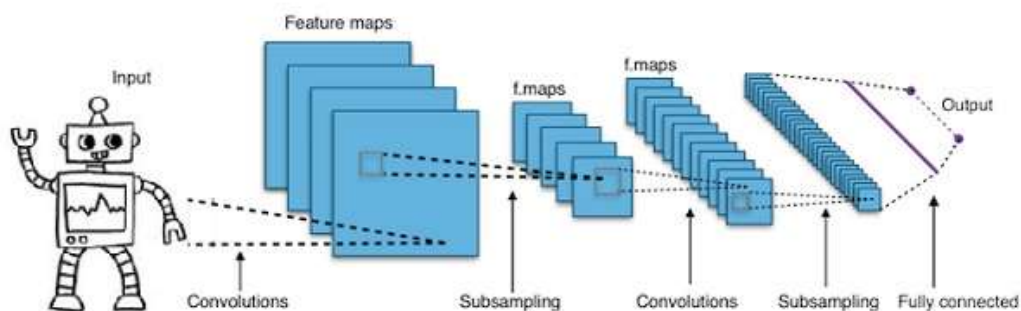 Feature maps
Input
f.maps
f.maps
Output
Convolutions
Subsampling
Convolutions
Subsampling
Fully connected